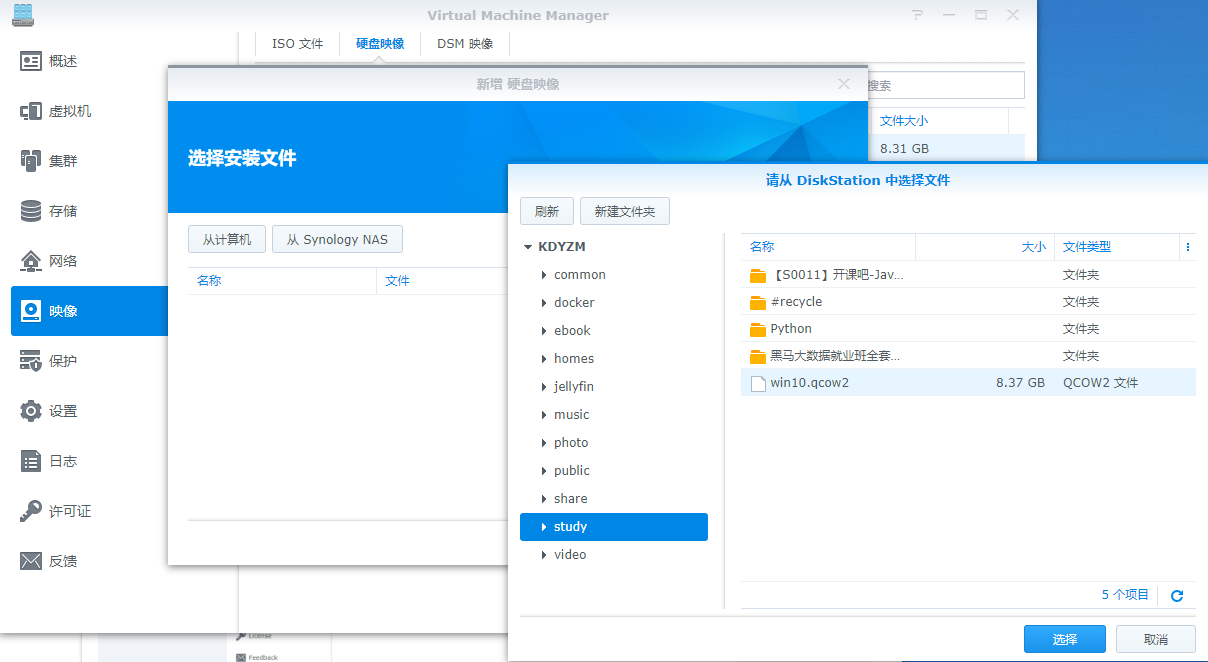 Virtual Machine Manager
概述
虚拟机
集群
存储
网络
映像
保护
设置
日志
许可证
反馈
ISO 文件
硬盘映像
DSM 映像
搜索
文件大小
8.31 GB
新增 硬盘映像
选择安装文件
从计算机
从 Synology NAS
名称
文件
请从 DiskStation 中选择文件
刷新
新建文件夹
KDYZM
common
docker
ebook
homes
jellyfin
music
photo
public
share
study
video
名称 大小 文件类型
【S0011】开课吧-Jav... 文件夹
#recycle 文件夹
Python 文件夹
黑马大数据就业班全套... 文件夹
win10.qcow2 8.37 GB QCOW2 文件
5 个项目
选择
取消
License
Feedback